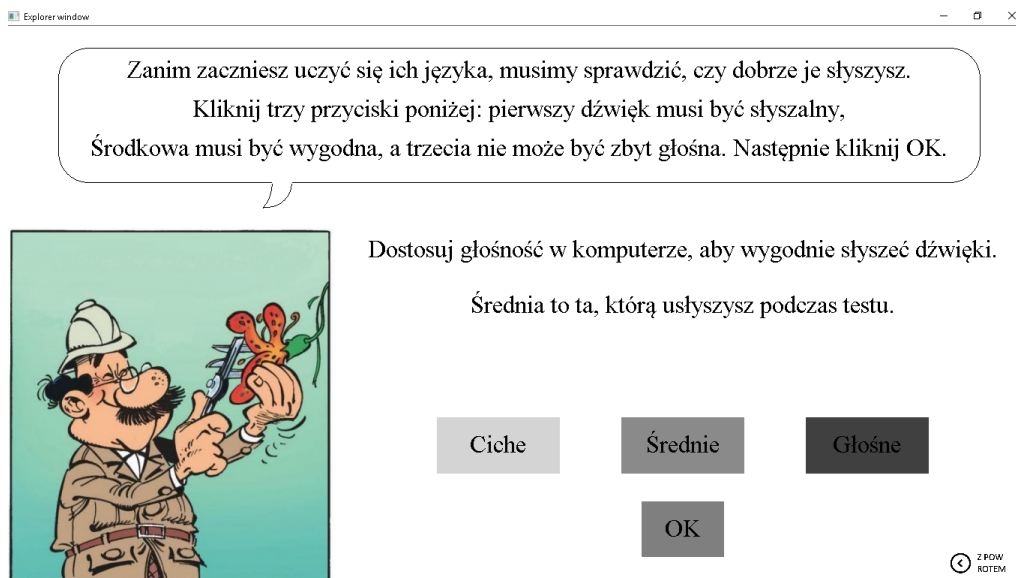 Explorer window
Zanim zaczniesz uczyć się ich języka, musimy sprawdzić, czy dobrze je słyszysz.
Kliknij trzy przyciski poniżej: pierwszy dźwięk musi być słyszalny,
Środkowa musi być wygodna, a trzecia nie może być zbyt głośna. Następnie kliknij OK.
Dostosuj głośność w komputerze, aby wygodnie słyszeć dźwięki.
Średnia to ta, którą usłyszysz podczas testu.
Ciche Średnie Głośne
OK
Z POW
ROTEM